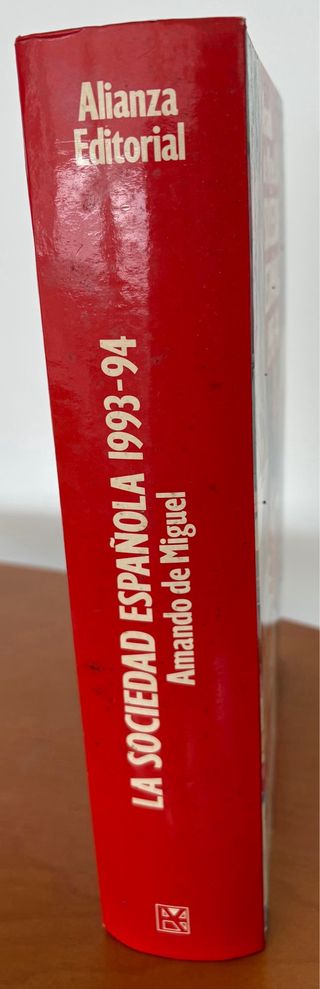 Alianza
Editorial
LA SOCIEDAD ESPAÑOLA 1993-94
Amando de Miguel